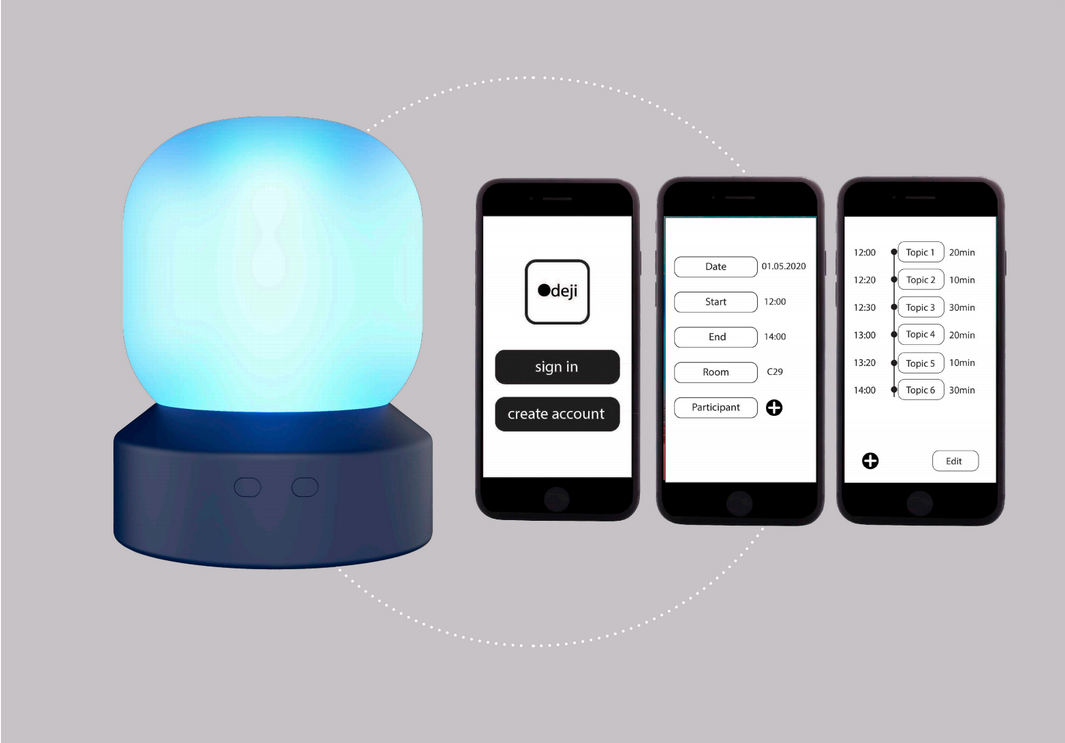 deji
sign in
create account
Date 01.05.2020
Start 12:00
End 14:00
Room C29
Participant
12:00 Topic 1 20min
12:20 Topic 2 10min
12:30 Topic 3 30min
13:00 Topic 4 20min
13:20 Topic 5 10min
14:00 Topic 6 30min
Edit